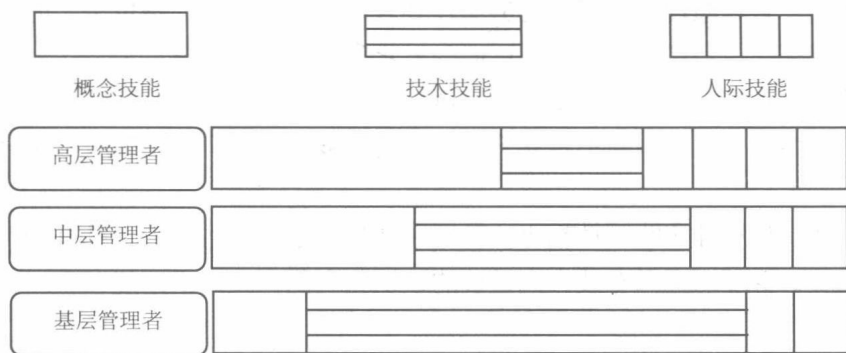 概念技能
技术技能
人际技能
高层管理者
中层管理者
基层管理者